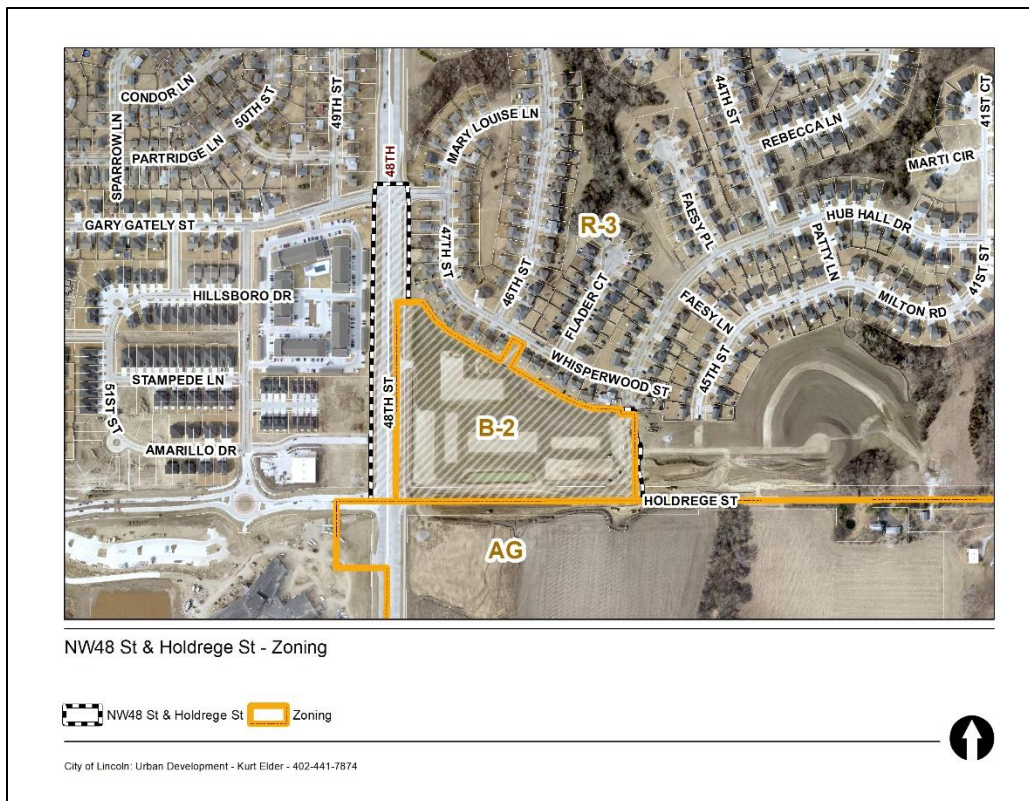 CONDOR LN
50TH ST
49TH ST
SPARROW LN
PARTRIDGE LN
48TH
MARY LOUISE LN
44TH ST
REBECCA LN
41ST CT
MARTI CIR
GARY GATELY ST
47TH ST
R-3
FAESY PL
HUB HALL DR
PATTY LN
46TH ST
FLADER CT
FAESY LN
MILTON RD
41ST ST
HILLSBORO DR
STAMPEDE LN
51ST ST
48TH ST
WHISPERWOOD ST
45TH ST
AMARILLO DR
B-2
HOLDREGE ST
AG
NW48 St & Holdrege St - Zoning
NW48 St & Holdrege St Zoning
City of Lincoln: Urban Development - Kurt Elder - 402-441-7874